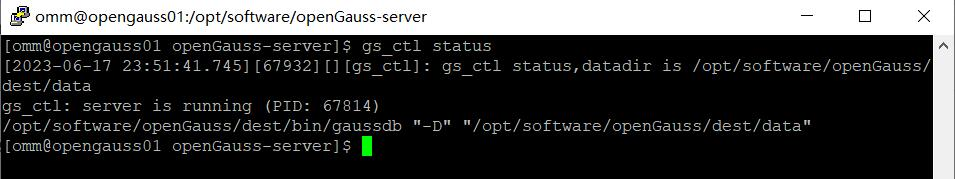 omm@opengauss01:/opt/software/openGauss-server
[omm@opengauss01 openGauss-server]$ gs_ctl status
[2023-06-17 23:51:41.745][67932][][gs_ctl]: gs_ctl status,datadir is /opt/software/openGauss/
dest/data
gs_ctl: server is running (PID: 67814)
/opt/software/openGauss/dest/bin/gaussdb "-D" "/opt/software/openGauss/dest/data"
[omm@opengauss01 openGauss-server]$